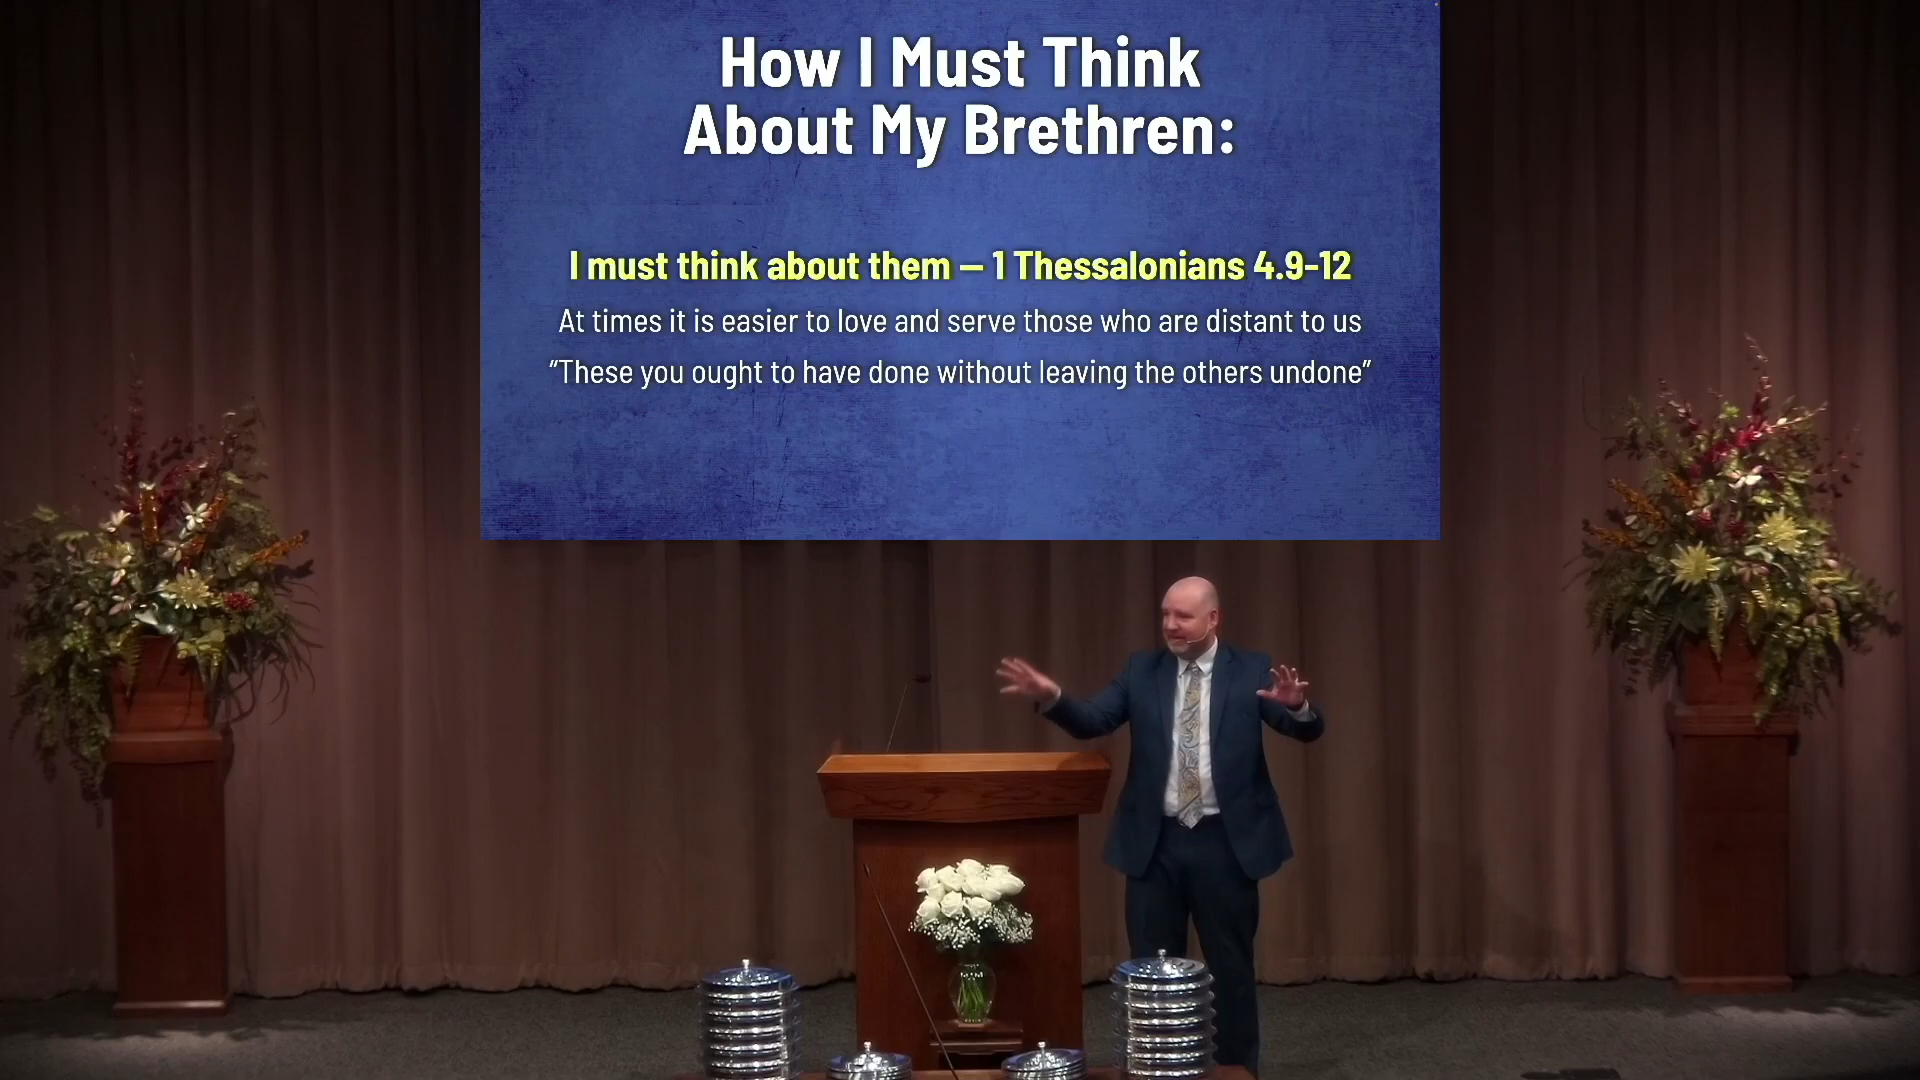 How I Must Think
About My Brethren:
I must think about them – 1 Thessalonians 4.9-12
At times it is easier to love and serve those who are distant to us
“These you ought to have done without leaving the others undone”